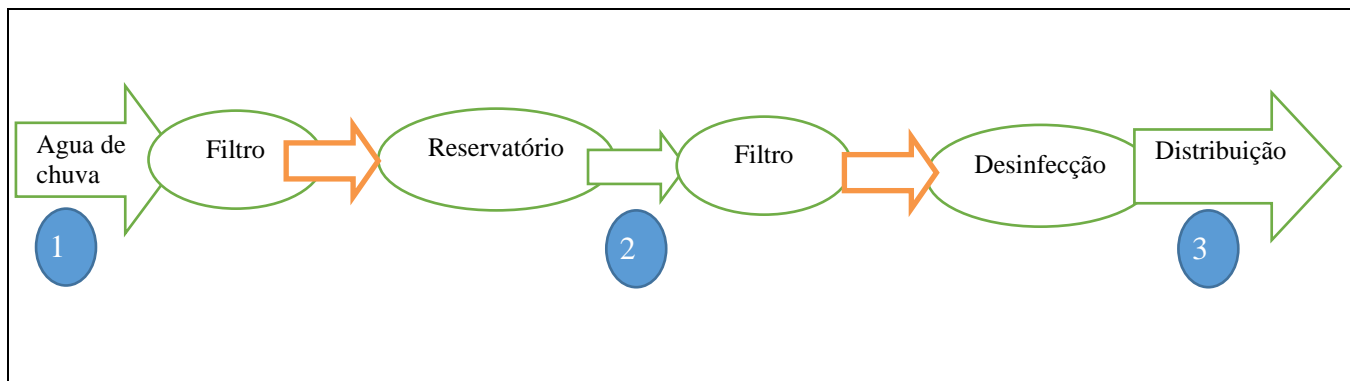 Agua de
chuva
Filtro
Reservatório
Filtro
Desinfecção
Distribuição
1
2
3